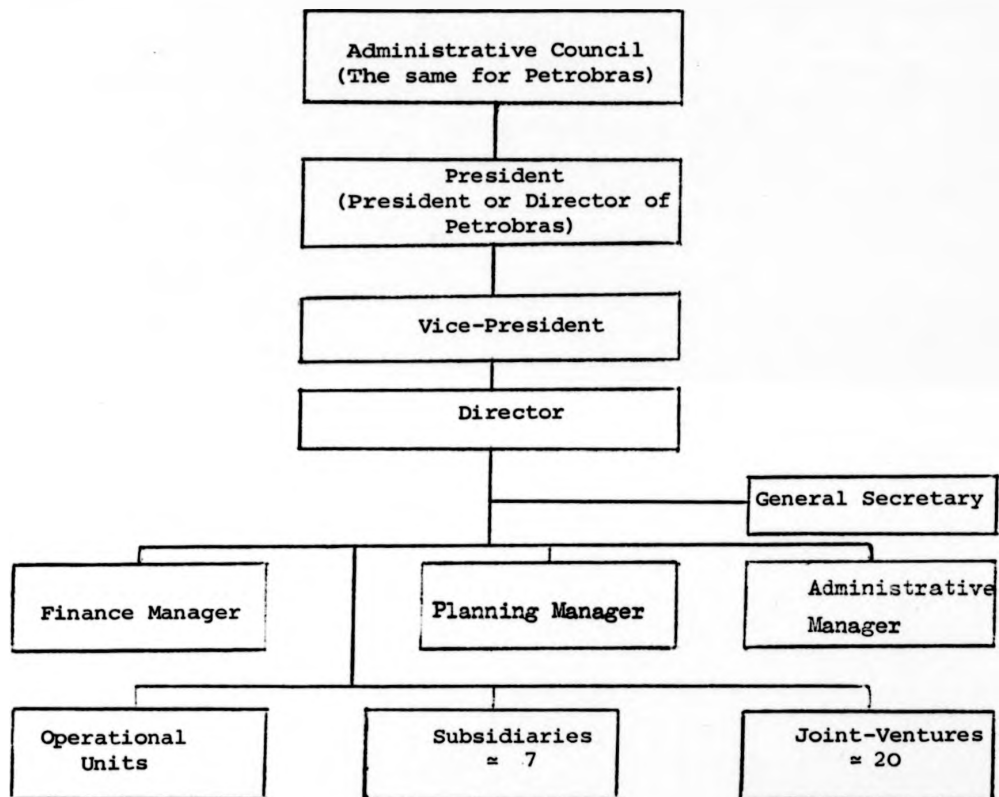 Administrative Council
(The same for Petrobras)
President
(President or Director of
Petrobras)
Vice-President
Director
General Secretary
Finance Manager
Planning Manager
Administrative
Manager
Operational
Units
Subsidiaries
≃ 7
Joint-Ventures
≃ 20